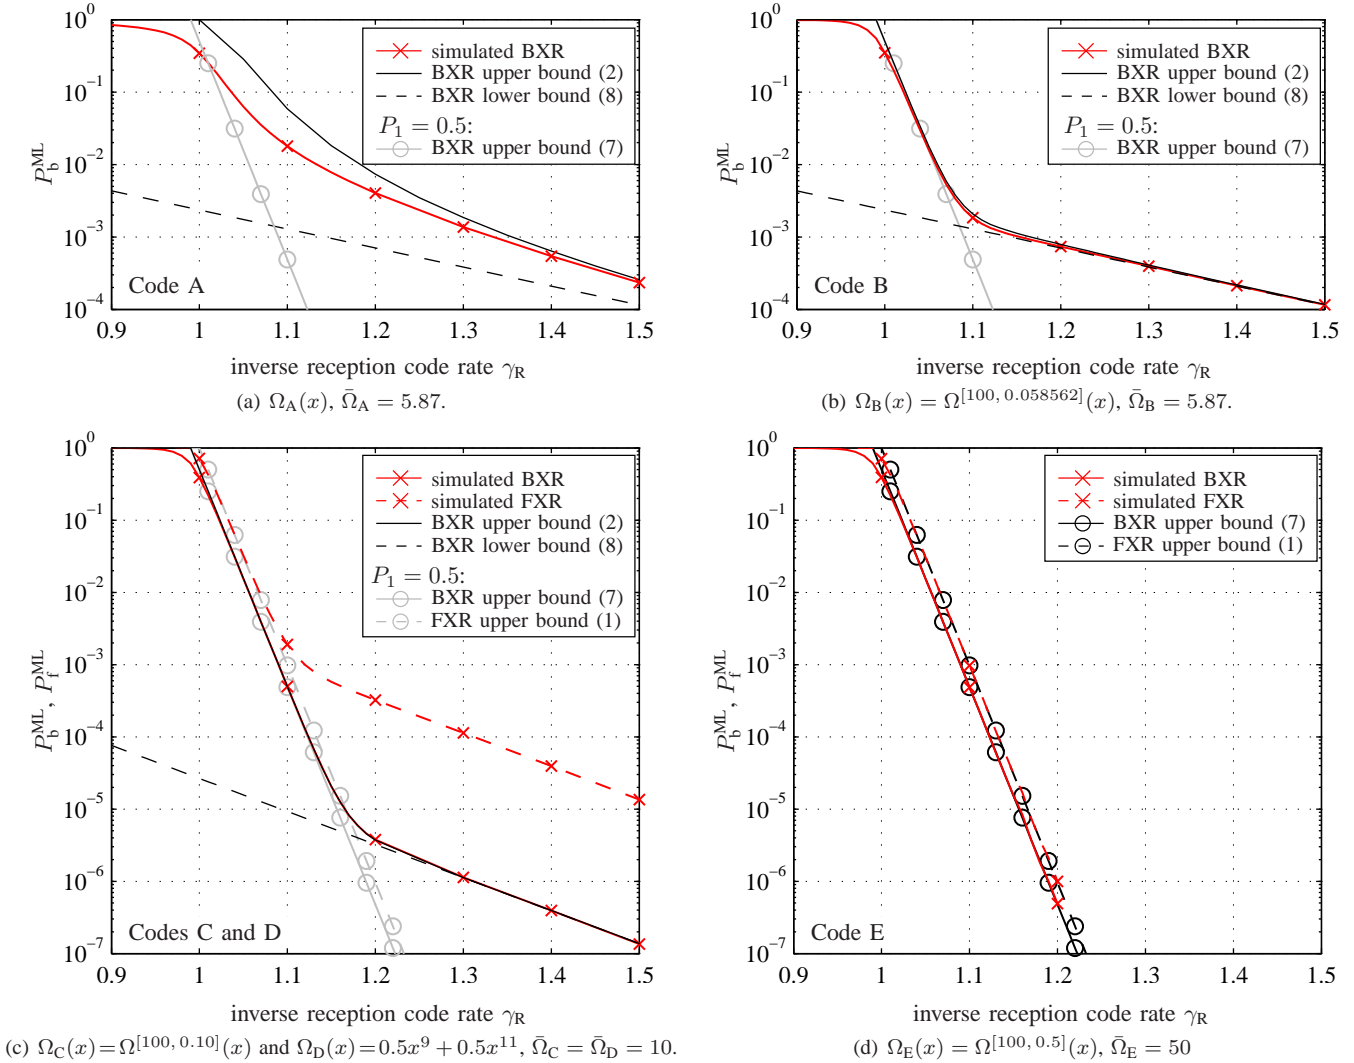 10^0
10^{-1}
10^{-2}
10^{-3}
10^{-4}
P_b^{ML}
simulated BXR
BXR upper bound (2)
BXR lower bound (8)
P_1 = 0.5:
BXR upper bound (7)
Code A
0.9 1 1.1 1.2 1.3 1.4 1.5
inverse reception code rate γ_R
(a) Ω_A(x), Ω̄_A = 5.87.
10^0
10^{-1}
10^{-2}
10^{-3}
10^{-4}
P_b^{ML}
simulated BXR
BXR upper bound (2)
BXR lower bound (8)
P_1 = 0.5:
BXR upper bound (7)
Code B
0.9 1 1.1 1.2 1.3 1.4 1.5
inverse reception code rate γ_R
(b) Ω_B(x) = Ω^{[100, 0.058562]}(x), Ω̄_B = 5.87.
10^0
10^{-1}
10^{-2}
10^{-3}
10^{-4}
10^{-5}
10^{-6}
10^{-7}
P_b^{ML}, P_f^{ML}
simulated BXR
simulated FXR
BXR upper bound (2)
BXR lower bound (8)
P_1 = 0.5:
BXR upper bound (7)
FXR upper bound (1)
Codes C and D
0.9 1 1.1 1.2 1.3 1.4 1.5
inverse reception code rate γ_R
(c) Ω_C(x)=Ω^{[100, 0.10]}(x) and Ω_D(x)=0.5x^9 + 0.5x^{11}, Ω̄_C = Ω̄_D = 10.
10^0
10^{-1}
10^{-2}
10^{-3}
10^{-4}
10^{-5}
10^{-6}
10^{-7}
P_b^{ML}, P_f^{ML}
simulated BXR
simulated FXR
BXR upper bound (7)
FXR upper bound (1)
Code E
0.9 1 1.1 1.2 1.3 1.4 1.5
inverse reception code rate γ_R
(d) Ω_E(x) = Ω^{[100, 0.5]}(x), Ω̄_E = 50